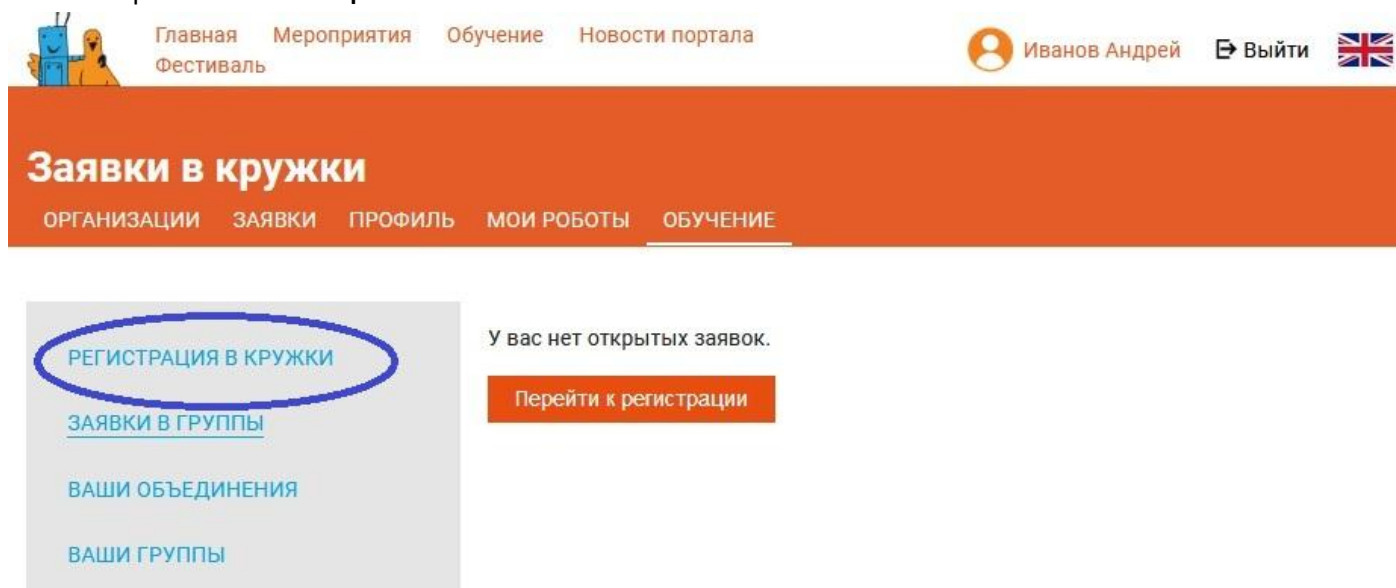 Главная Мероприятия Обучение Новости портала
Фестиваль
Иванов Андрей Выйти
Заявки в кружки
ОРГАНИЗАЦИИ ЗАЯВКИ ПРОФИЛЬ МОИ РОБОТЫ ОБУЧЕНИЕ
РЕГИСТРАЦИЯ В КРУЖКИ
ЗАЯВКИ В ГРУППЫ
ВАШИ ОБЪЕДИНЕНИЯ
ВАШИ ГРУППЫ
У вас нет открытых заявок.
Перейти к регистрации